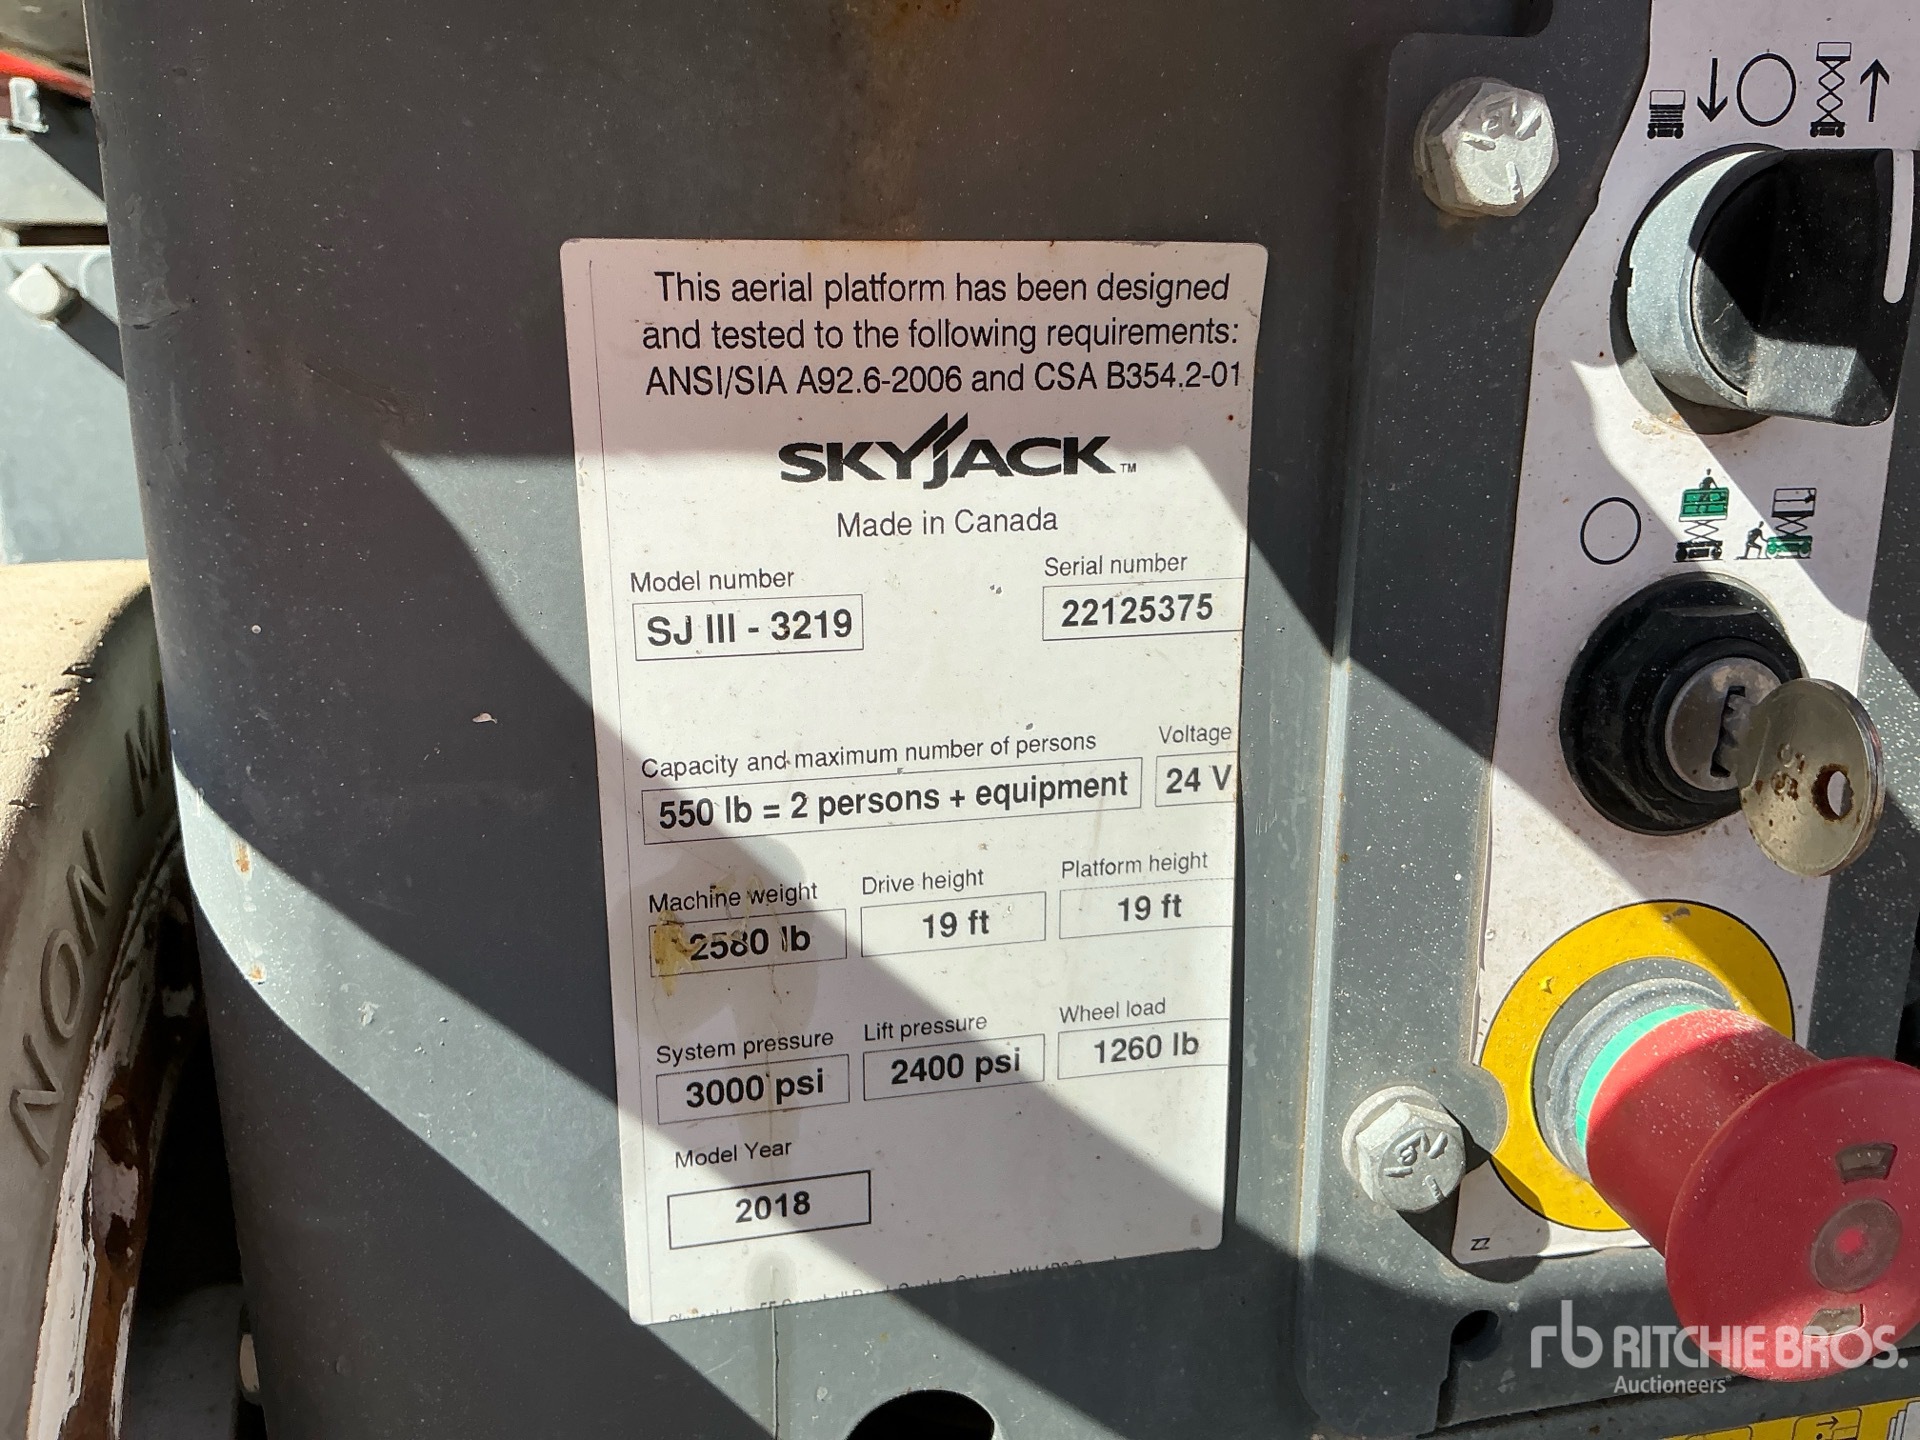 This aerial platform has been designed
and tested to the following requirements:
ANSI/SIA A92.6-2006 and CSA B354.2-01
SKYJACK™
Made in Canada
Model number
SJ III - 3219
Serial number
22125375
Capacity and maximum number of persons
550 lb = 2 persons + equipment
Voltage
24 V
Machine weight
2580 lb
Drive height
19 ft
Platform height
19 ft
System pressure
3000 psi
Lift pressure
2400 psi
Wheel load
1260 lb
Model Year
2018
NON
ZZ
rb RITCHIE BROS.
Auctioneers